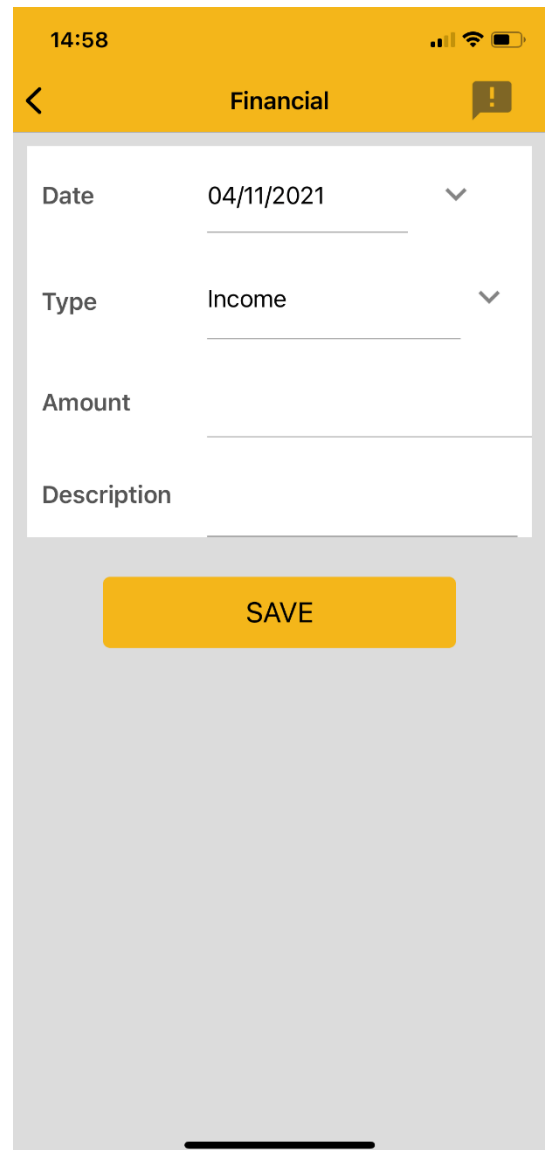 14:58
Financial
Date 04/11/2021
Type Income
Amount
Description
SAVE